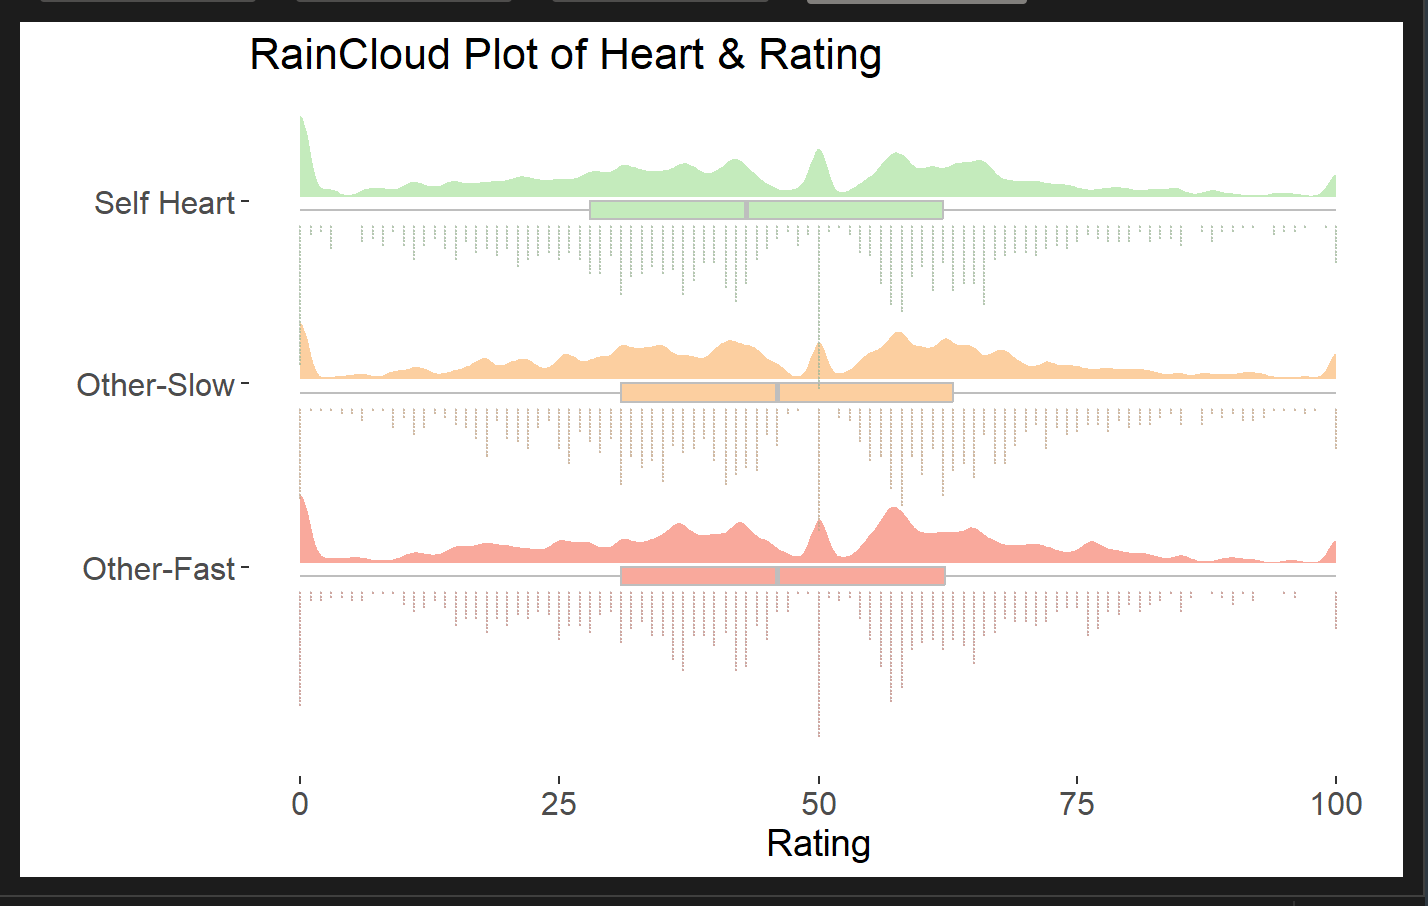 RainCloud Plot of Heart & Rating
Self Heart
Other-Slow
Other-Fast
0 25 50 75 100
Rating